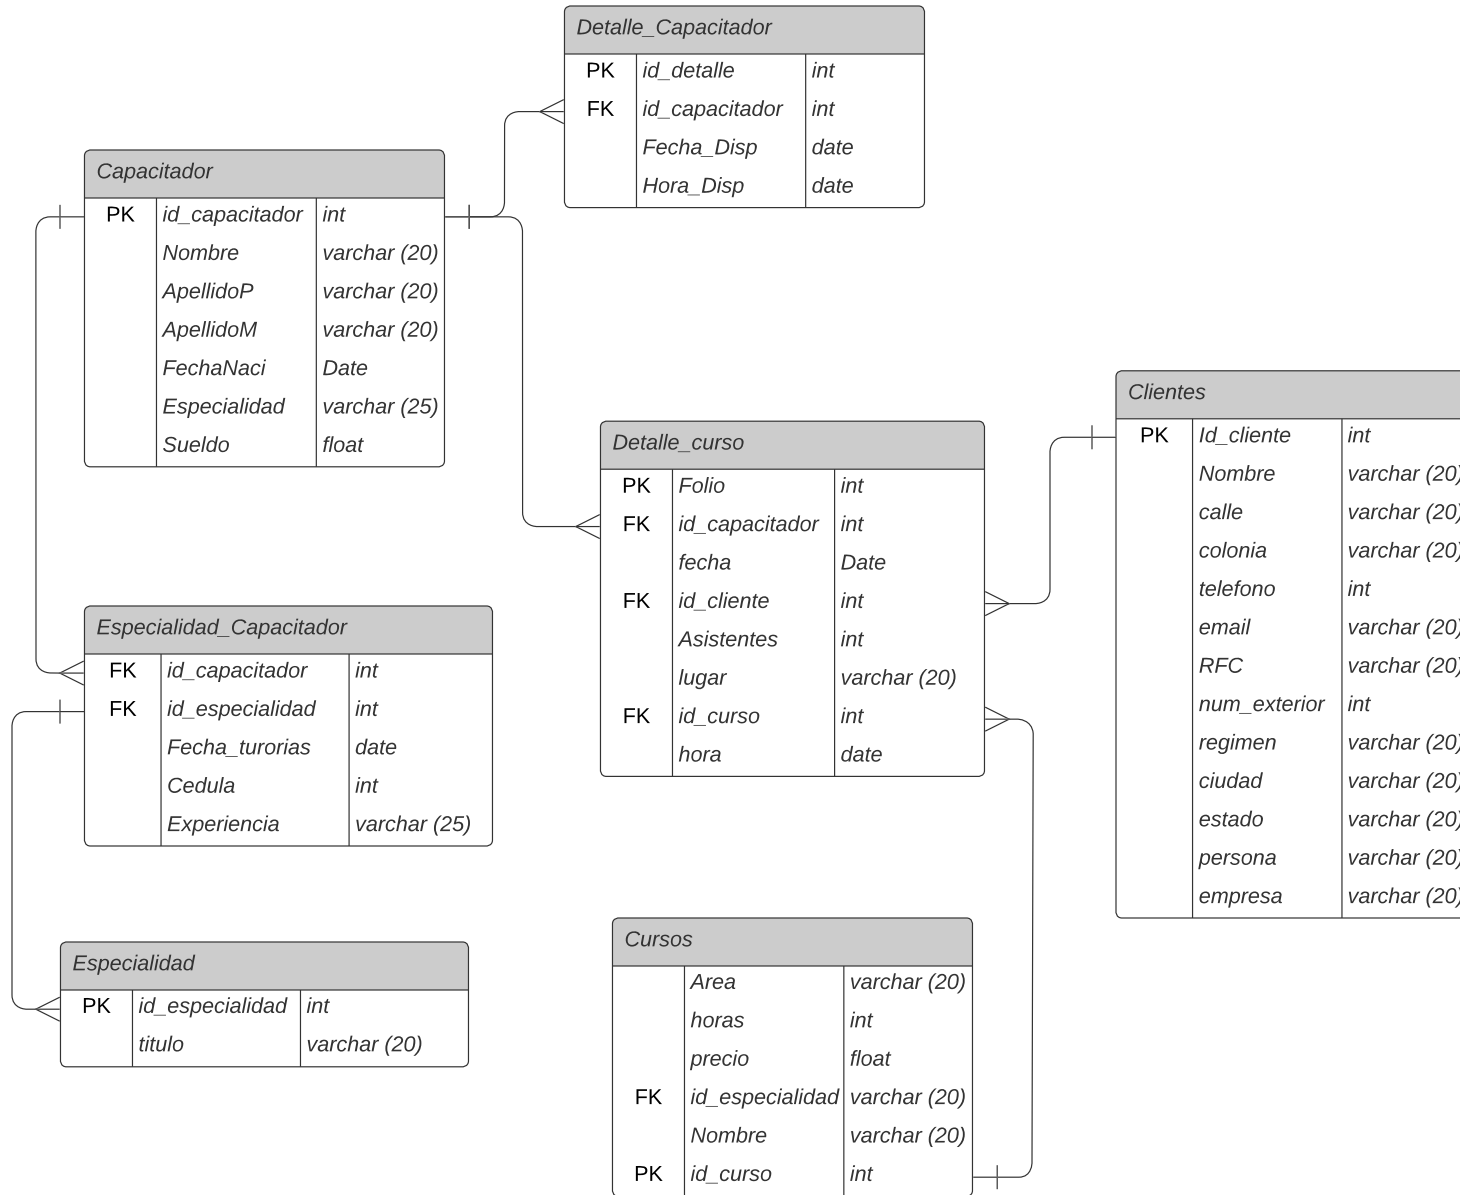 Detalle_Capacitador
PK id_detalle int
FK id_capacitador int
Fecha_Disp date
Hora_Disp date
Capacitador
PK id_capacitador int
Nombre varchar (20)
ApellidoP varchar (20)
ApellidoM varchar (20)
FechaNaci Date
Especialidad varchar (25)
Sueldo float
Clientes
PK Id_cliente int
Nombre varchar (20)
calle varchar (20)
colonia varchar (20)
telefono int
email varchar (20)
RFC varchar (20)
num_exterior int
regimen varchar (20)
ciudad varchar (20)
estado varchar (20)
persona varchar (20)
empresa varchar (20)
Detalle_curso
PK Folio int
FK id_capacitador int
fecha Date
FK id_cliente int
Asistentes int
lugar varchar (20)
FK id_curso int
hora date
Especialidad_Capacitador
FK id_capacitador int
FK id_especialidad int
Fecha_turorias date
Cedula int
Experiencia varchar (25)
Especialidad
PK id_especialidad int
titulo varchar (20)
Cursos
Area varchar (20)
horas int
precio float
FK id_especialidad varchar (20)
Nombre varchar (20)
PK id_curso int